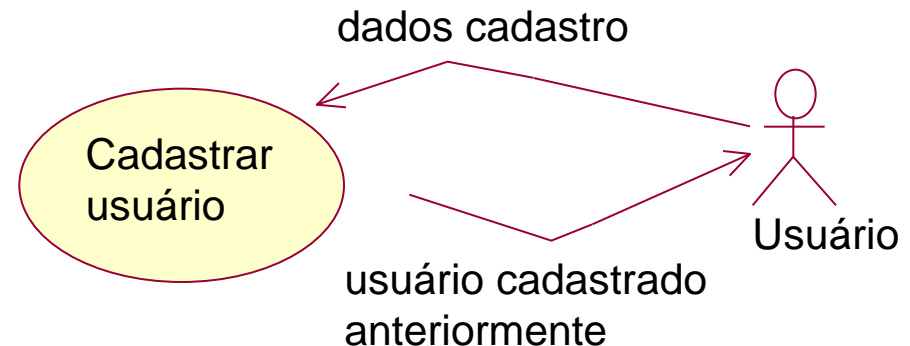 dados cadastro
Cadastrar
usuário
Usuário
usuário cadastrado
anteriormente